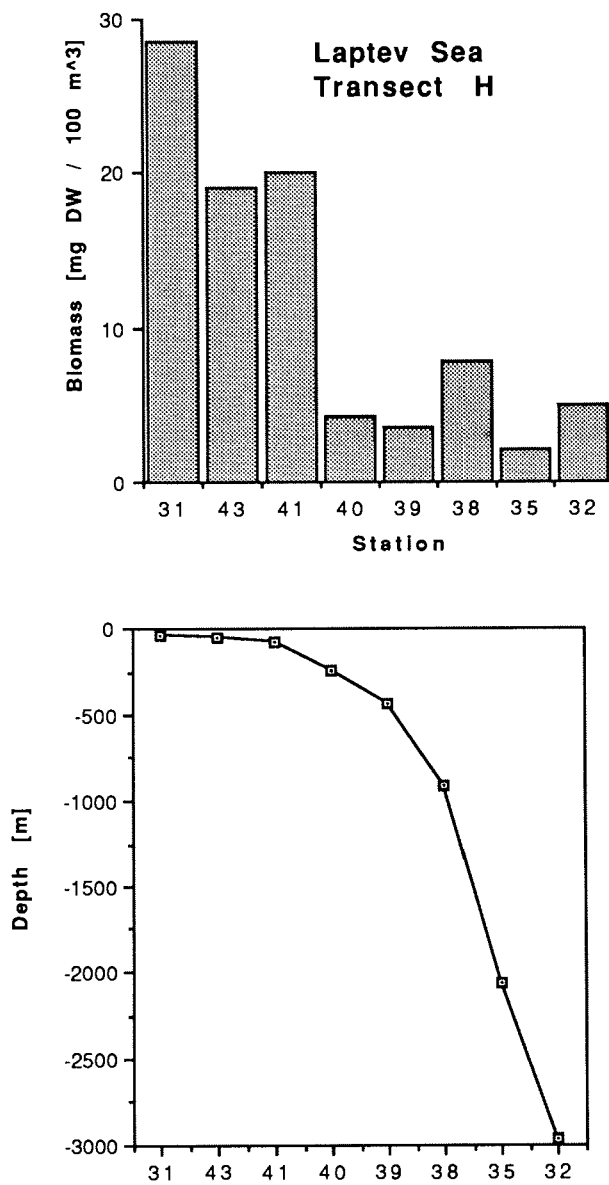 Laptev Sea
Transect H
Biomass [mg DW / 100 m^3]
30
20
10
0
31 43 41 40 39 38 35 32
Station
Depth [m]
0
-500
-1000
-1500
-2000
-2500
-3000
31 43 41 40 39 38 35 32